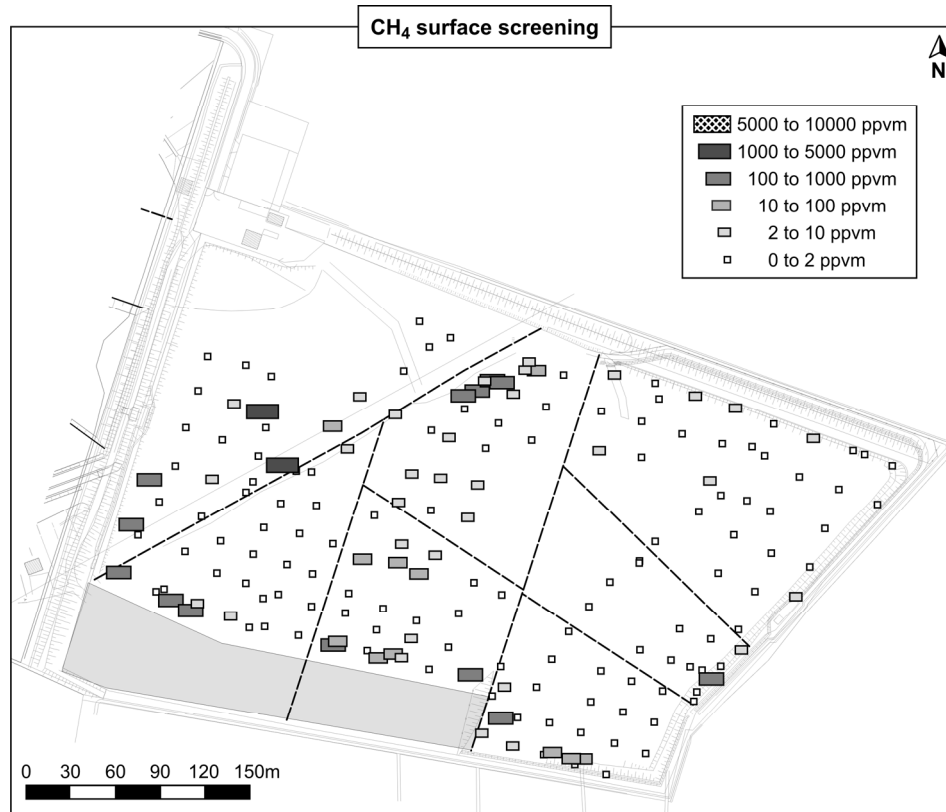 CH₄ surface screening
N
5000 to 10000 ppvm
1000 to 5000 ppvm
100 to 1000 ppvm
10 to 100 ppvm
2 to 10 ppvm
0 to 2 ppvm
0 30 60 90 120 150m